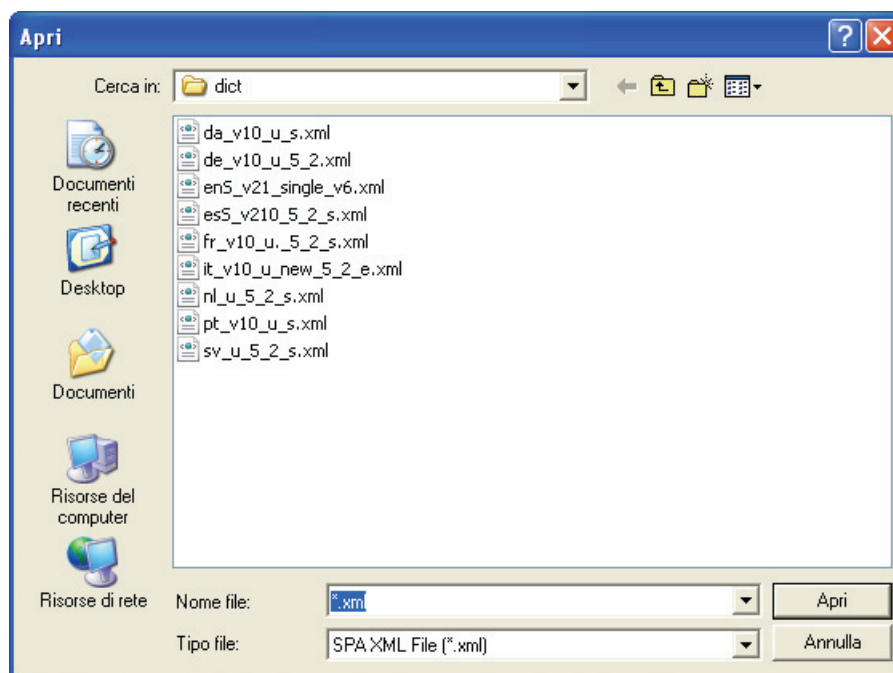 Apri
Cerca in: dict
da_v10_u_s.xml
de_v10_u_5_2.xml
en5_v21_single_v6.xml
es5_v210_5_2_s.xml
fr_v10_u._5_2_s.xml
it_v10_u_new_5_2_e.xml
nl_u_5_2_s.xml
pt_v10_u_s.xml
sv_u_5_2_s.xml
Documenti
recenti
Desktop
Documenti
Risorse del
computer
Risorse di rete
Nome file: *.xml Apri
Tipo file: SPA XML File (*.xml) Annulla